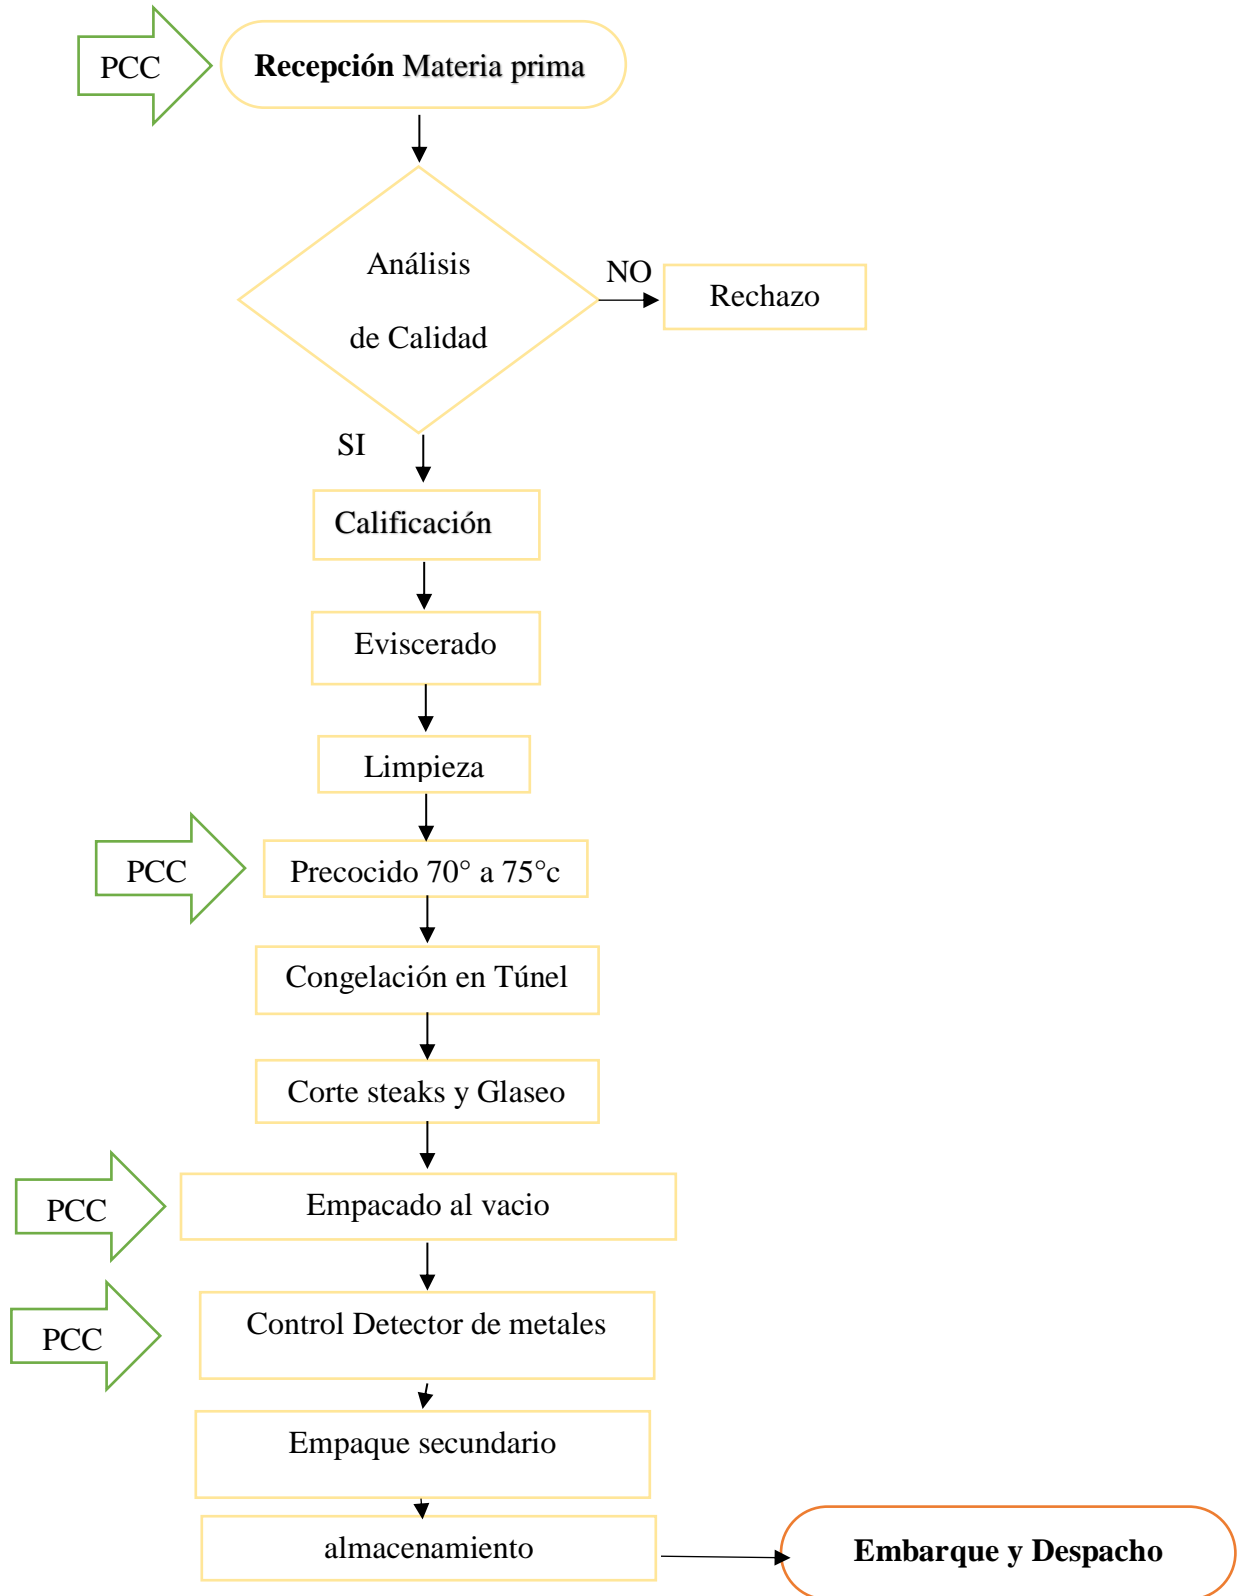 PCC
Recepción Materia prima
Análisis
de Calidad
NO
Rechazo
SI
Calificación
Eviscerado
Limpieza
PCC
Precocido 70° a 75°c
Congelación en Túnel
Corte steaks y Glaseo
PCC
Empacado al vacio
PCC
Control Detector de metales
Empaque secundario
almacenamiento
Embarque y Despacho